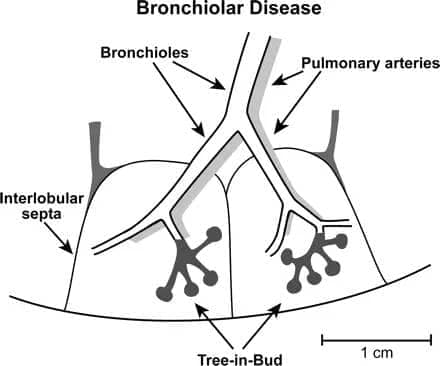 Bronchiolar Disease
Bronchioles
Pulmonary arteries
Interlobular
septa
Tree-in-Bud
1 cm